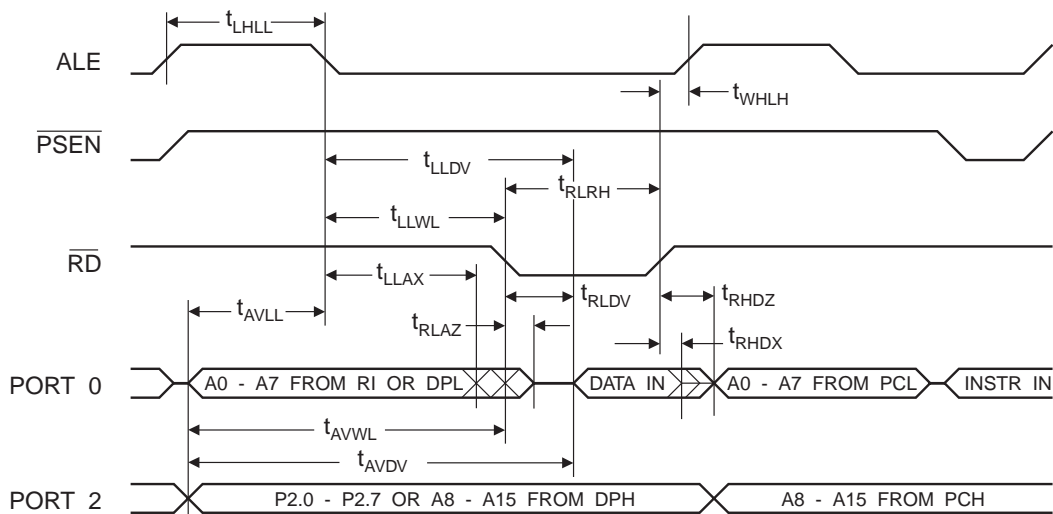 tLHLL
ALE
tWHLH
PSEN
tLLDV
tRLRH
tLLWL
RD
tLLAX
tRLDV
tRHDZ
tAVLL
tRLAZ
tRHDX
PORT 0
A0 - A7 FROM RI OR DPL
DATA IN
A0 - A7 FROM PCL
INSTR IN
tAVWL
tAVDV
PORT 2
P2.0 - P2.7 OR A8 - A15 FROM DPH
A8 - A15 FROM PCH